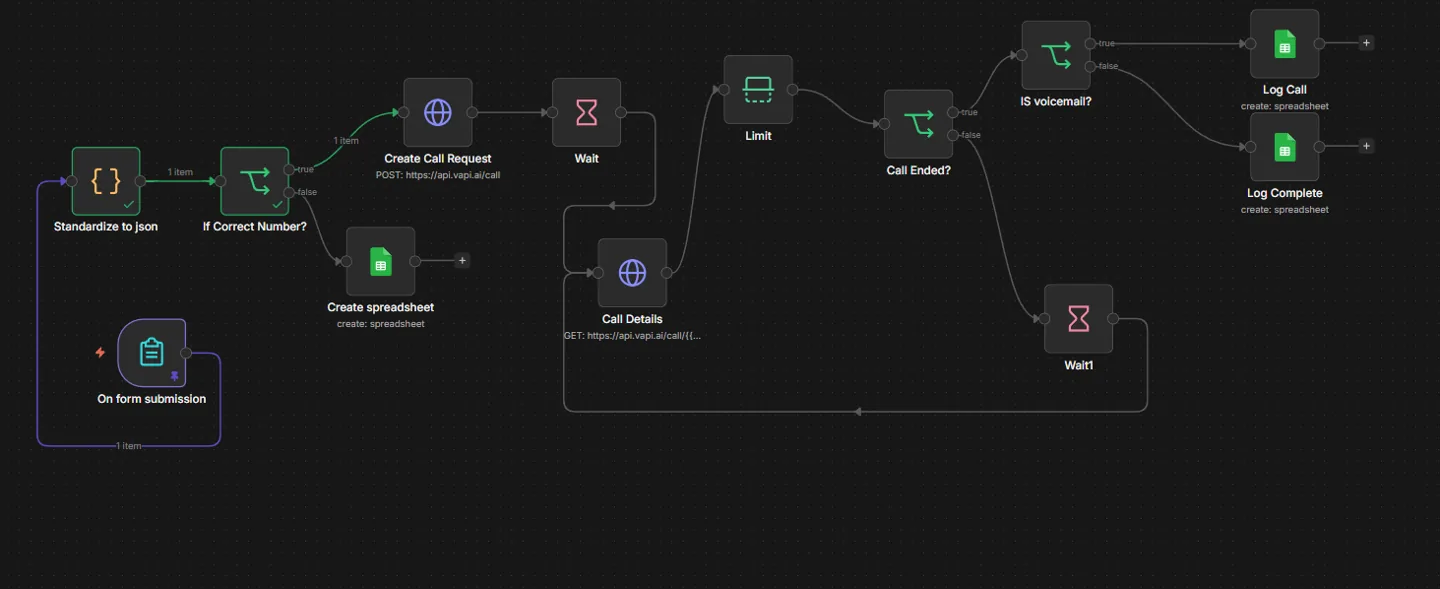 Standardize to json
1 item
If Correct Number?
true
false
1 item
Create Call Request
POST: https://api.vapi.ai/call
Wait
Create spreadsheet
create: spreadsheet
On form submission
1 item
Call Details
GET: https://api.vapi.ai/call/{{...
Limit
Call Ended?
true
false
IS voicemail?
true
false
Log Call
create: spreadsheet
Log Complete
create: spreadsheet
Wait1